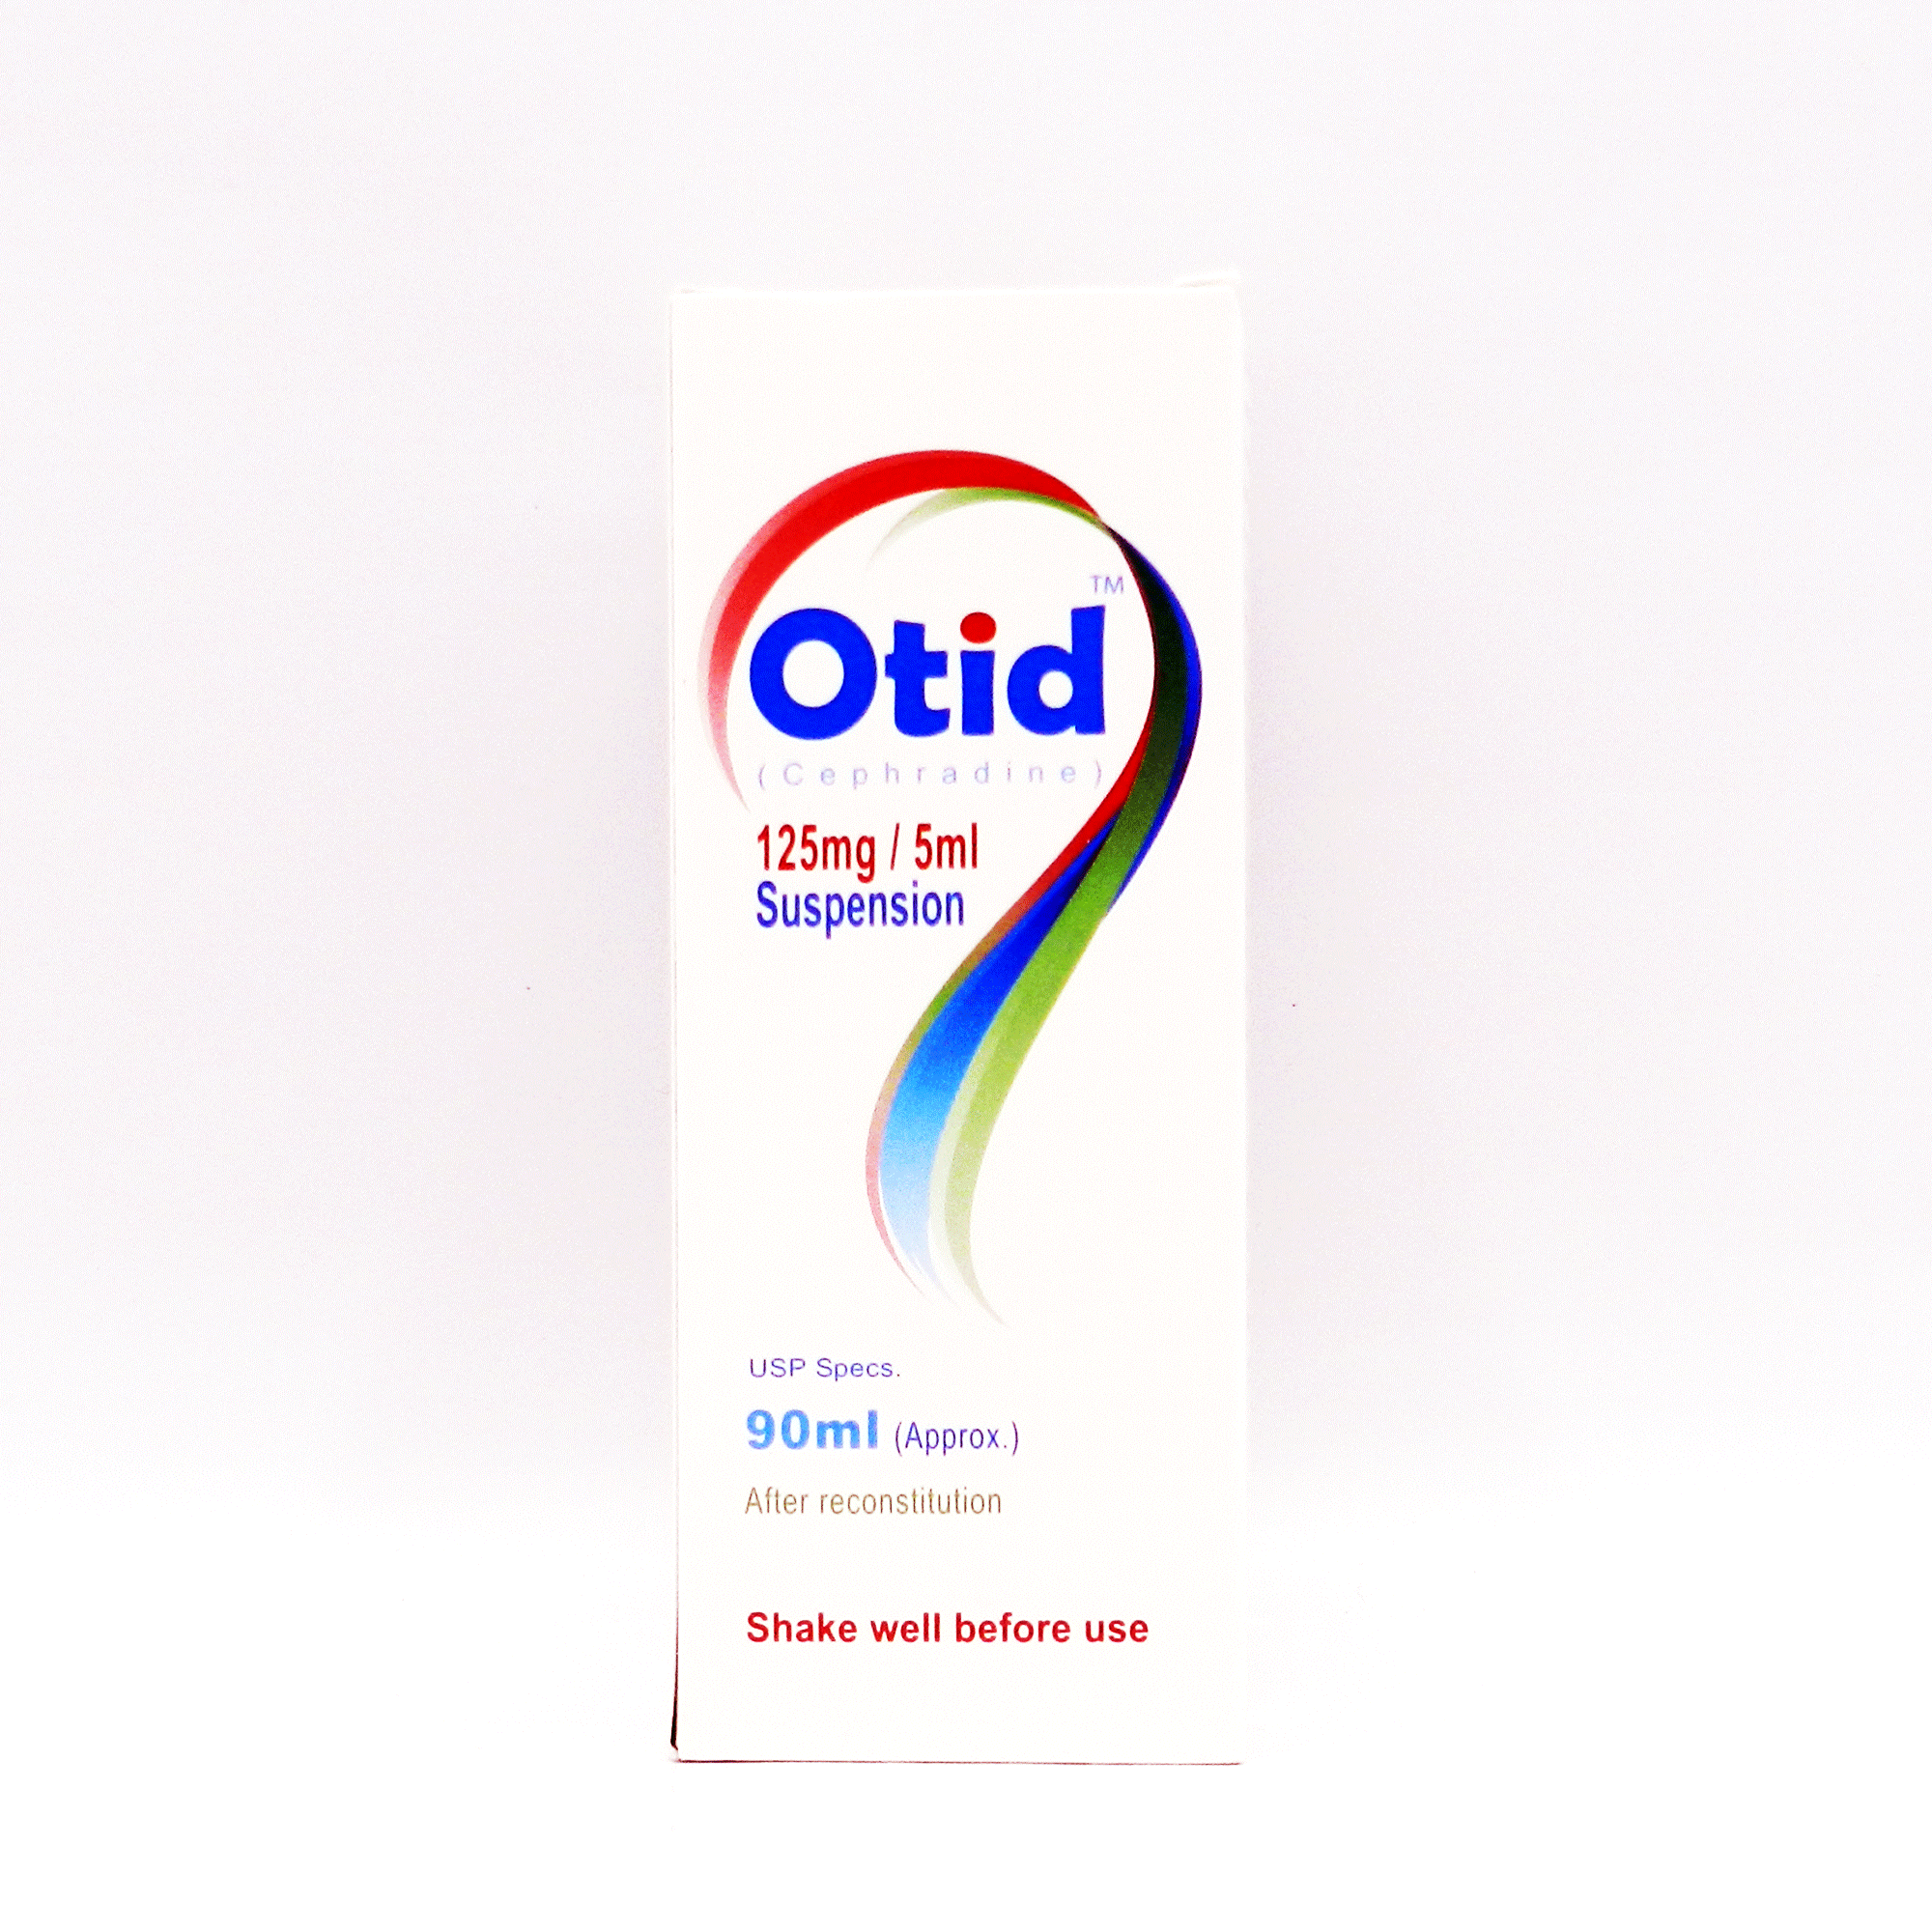 Otid™
(Cephradine)
125mg / 5ml
Suspension
USP Specs.
90ml (Approx.)
After reconstitution
Shake well before use